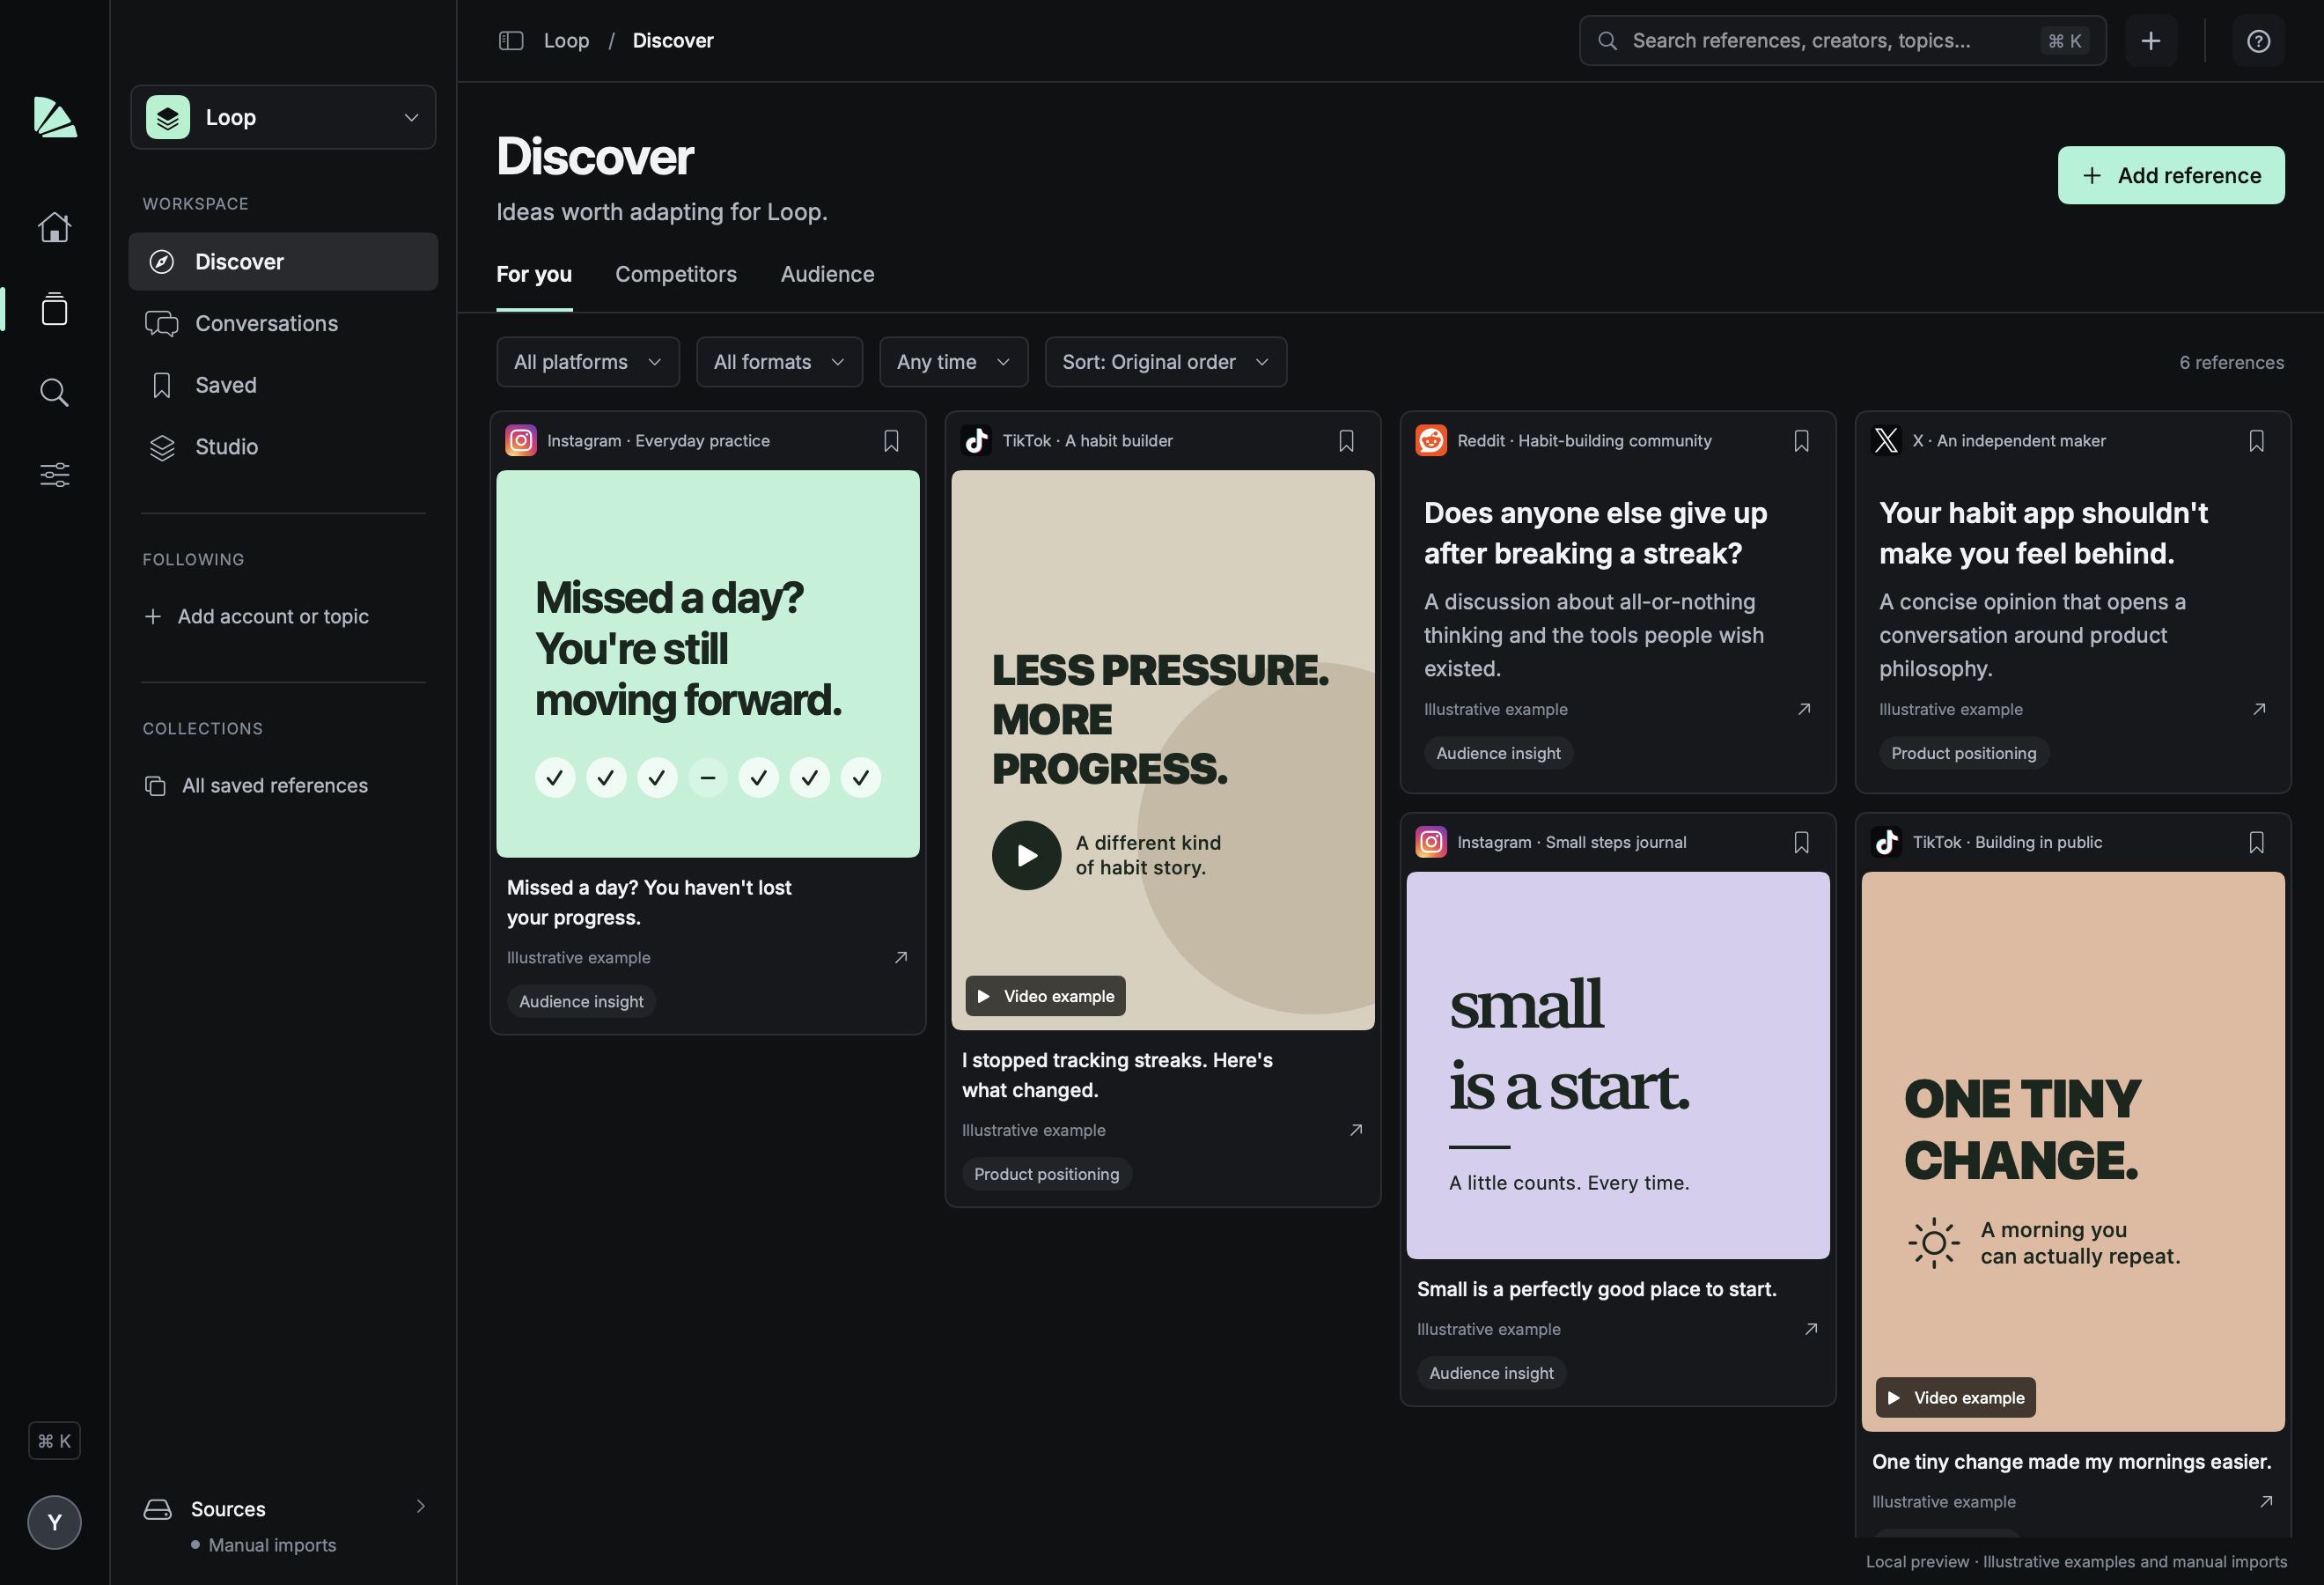 Loop / Discover
Search references, creators, topics...
⌘ K
Loop
WORKSPACE
Discover
Conversations
Saved
Studio
FOLLOWING
Add account or topic
COLLECTIONS
All saved references
⌘ K
Y
Sources
Manual imports
Discover
Ideas worth adapting for Loop.
Add reference
For you
Competitors
Audience
All platforms
All formats
Any time
Sort: Original order
6 references
Instagram · Everyday practice
Missed a day?
You're still
moving forward.
Missed a day? You haven't lost
your progress.
Illustrative example
Audience insight
TikTok · A habit builder
LESS PRESSURE.
MORE
PROGRESS.
A different kind
of habit story.
Video example
I stopped tracking streaks. Here's
what changed.
Illustrative example
Product positioning
Reddit · Habit-building community
Does anyone else give up
after breaking a streak?
A discussion about all-or-nothing
thinking and the tools people wish
existed.
Illustrative example
Audience insight
X · An independent maker
Your habit app shouldn't
make you feel behind.
A concise opinion that opens a
conversation around product
philosophy.
Illustrative example
Product positioning
Instagram · Small steps journal
small
is a start.
A little counts. Every time.
Small is a perfectly good place to start.
Illustrative example
Audience insight
TikTok · Building in public
ONE TINY
CHANGE.
A morning you
can actually repeat.
Video example
One tiny change made my mornings easier.
Illustrative example
Local preview · Illustrative examples and manual imports